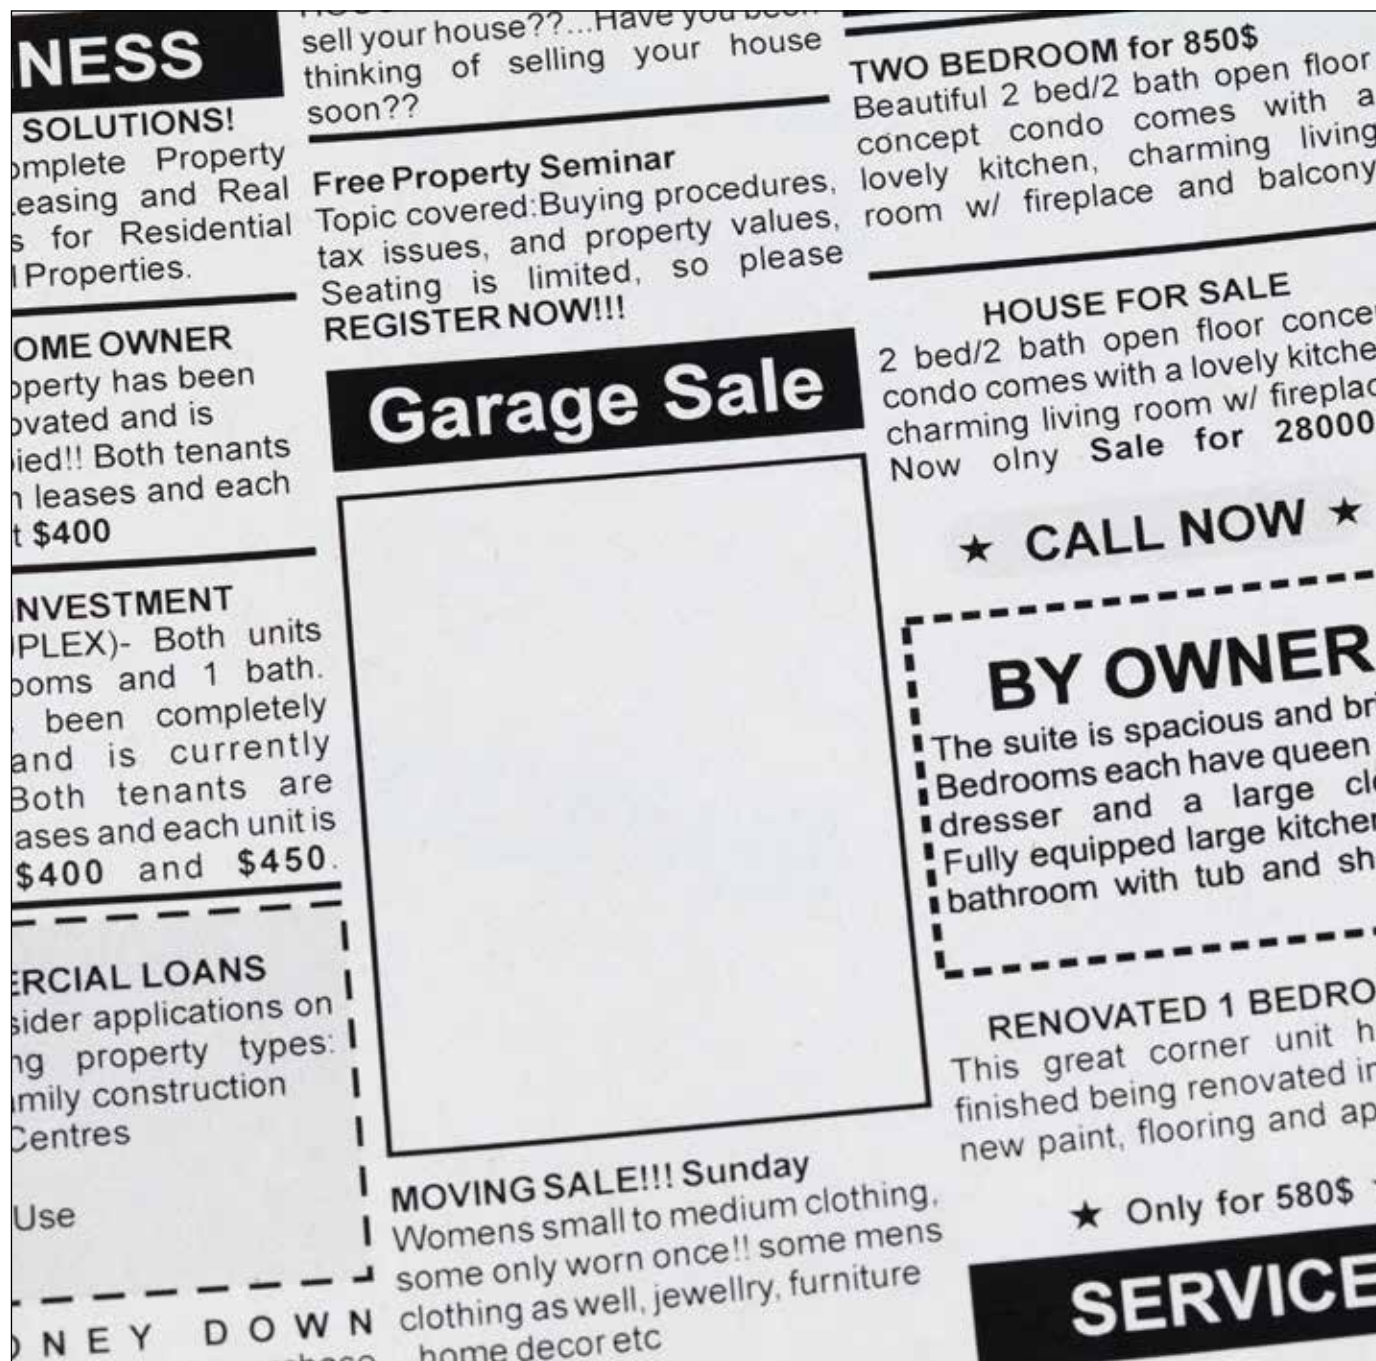 NESS
SOLUTIONS!
omplete Property
easing and Real
s for Residential
l Properties.
OME OWNER
operty has been
ovated and is
ied!! Both tenants
n leases and each
t $400
NVESTMENT
PLEX)- Both units
ooms and 1 bath.
been completely
and is currently
Both tenants are
ases and each unit is
$400 and $450.
ERCIAL LOANS
sider applications on
ng property types:
mily construction
Centres
Use
ONEY DOWN
sell your house??...Have you been
thinking of selling your house
soon??
Free Property Seminar
Topic covered:Buying procedures,
tax issues, and property values,
Seating is limited, so please
REGISTER NOW!!!
Garage Sale
MOVING SALE!!! Sunday
Womens small to medium clothing,
some only worn once!! some mens
clothing as well, jewellry, furniture
home decor etc
TWO BEDROOM for 850$
Beautiful 2 bed/2 bath open floor
concept condo comes with a
lovely kitchen, charming living
room w/ fireplace and balcony
HOUSE FOR SALE
2 bed/2 bath open floor conce
condo comes with a lovely kitche
charming living room w/ fireplac
Now olny Sale for 28000
★ CALL NOW ★
BY OWNER
The suite is spacious and br
Bedrooms each have queen
dresser and a large cl
Fully equipped large kitchen
bathroom with tub and sh
RENOVATED 1 BEDRO
This great corner unit h
finished being renovated in
new paint, flooring and ap
★ Only for 580$
SERVICE